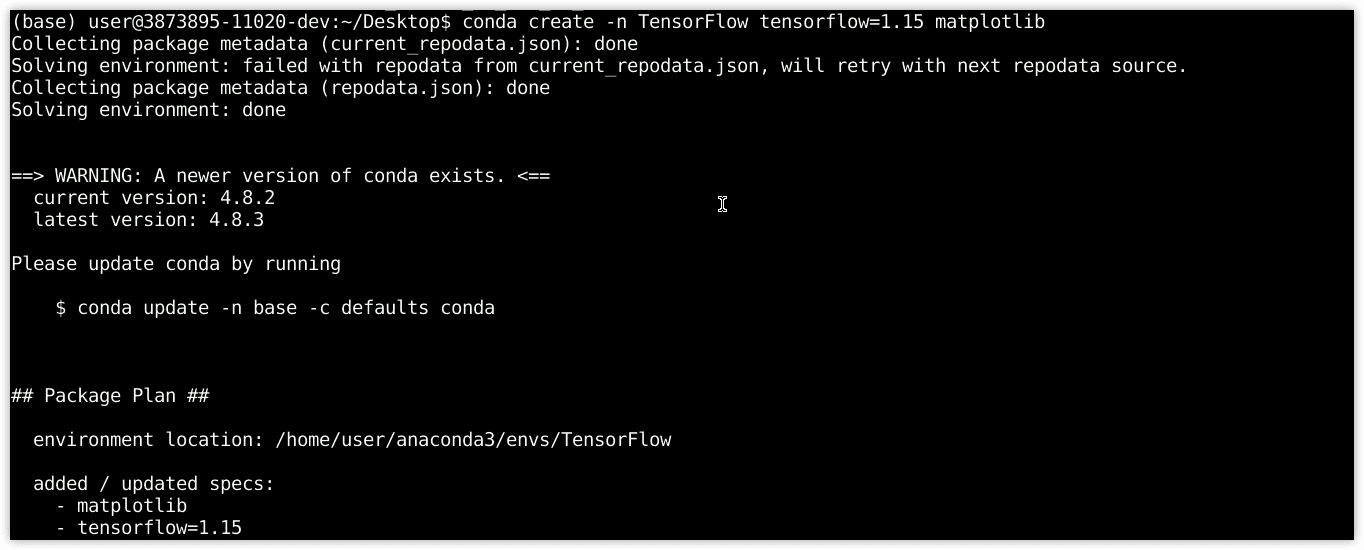 (base) user@3873895-11020-dev:~/Desktop$ conda create -n TensorFlow tensorflow=1.15 matplotlib
Collecting package metadata (current_repodata.json): done
Solving environment: failed with repodata from current_repodata.json, will retry with next repodata source.
Collecting package metadata (repodata.json): done
Solving environment: done
==> WARNING: A newer version of conda exists. <==
  current version: 4.8.2
  latest version: 4.8.3
Please update conda by running
    $ conda update -n base -c defaults conda
## Package Plan ##
  environment location: /home/user/anaconda3/envs/TensorFlow
  added / updated specs:
    - matplotlib
    - tensorflow=1.15